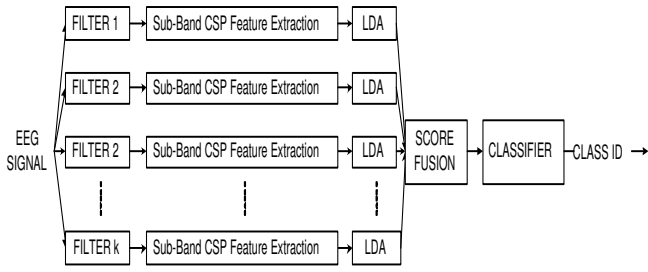 FILTER 1 Sub-Band CSP Feature Extraction LDA
FILTER 2 Sub-Band CSP Feature Extraction LDA
EEG SIGNAL
FILTER 2 Sub-Band CSP Feature Extraction LDA
SCORE FUSION
CLASSIFIER
CLASS ID
FILTER k Sub-Band CSP Feature Extraction LDA